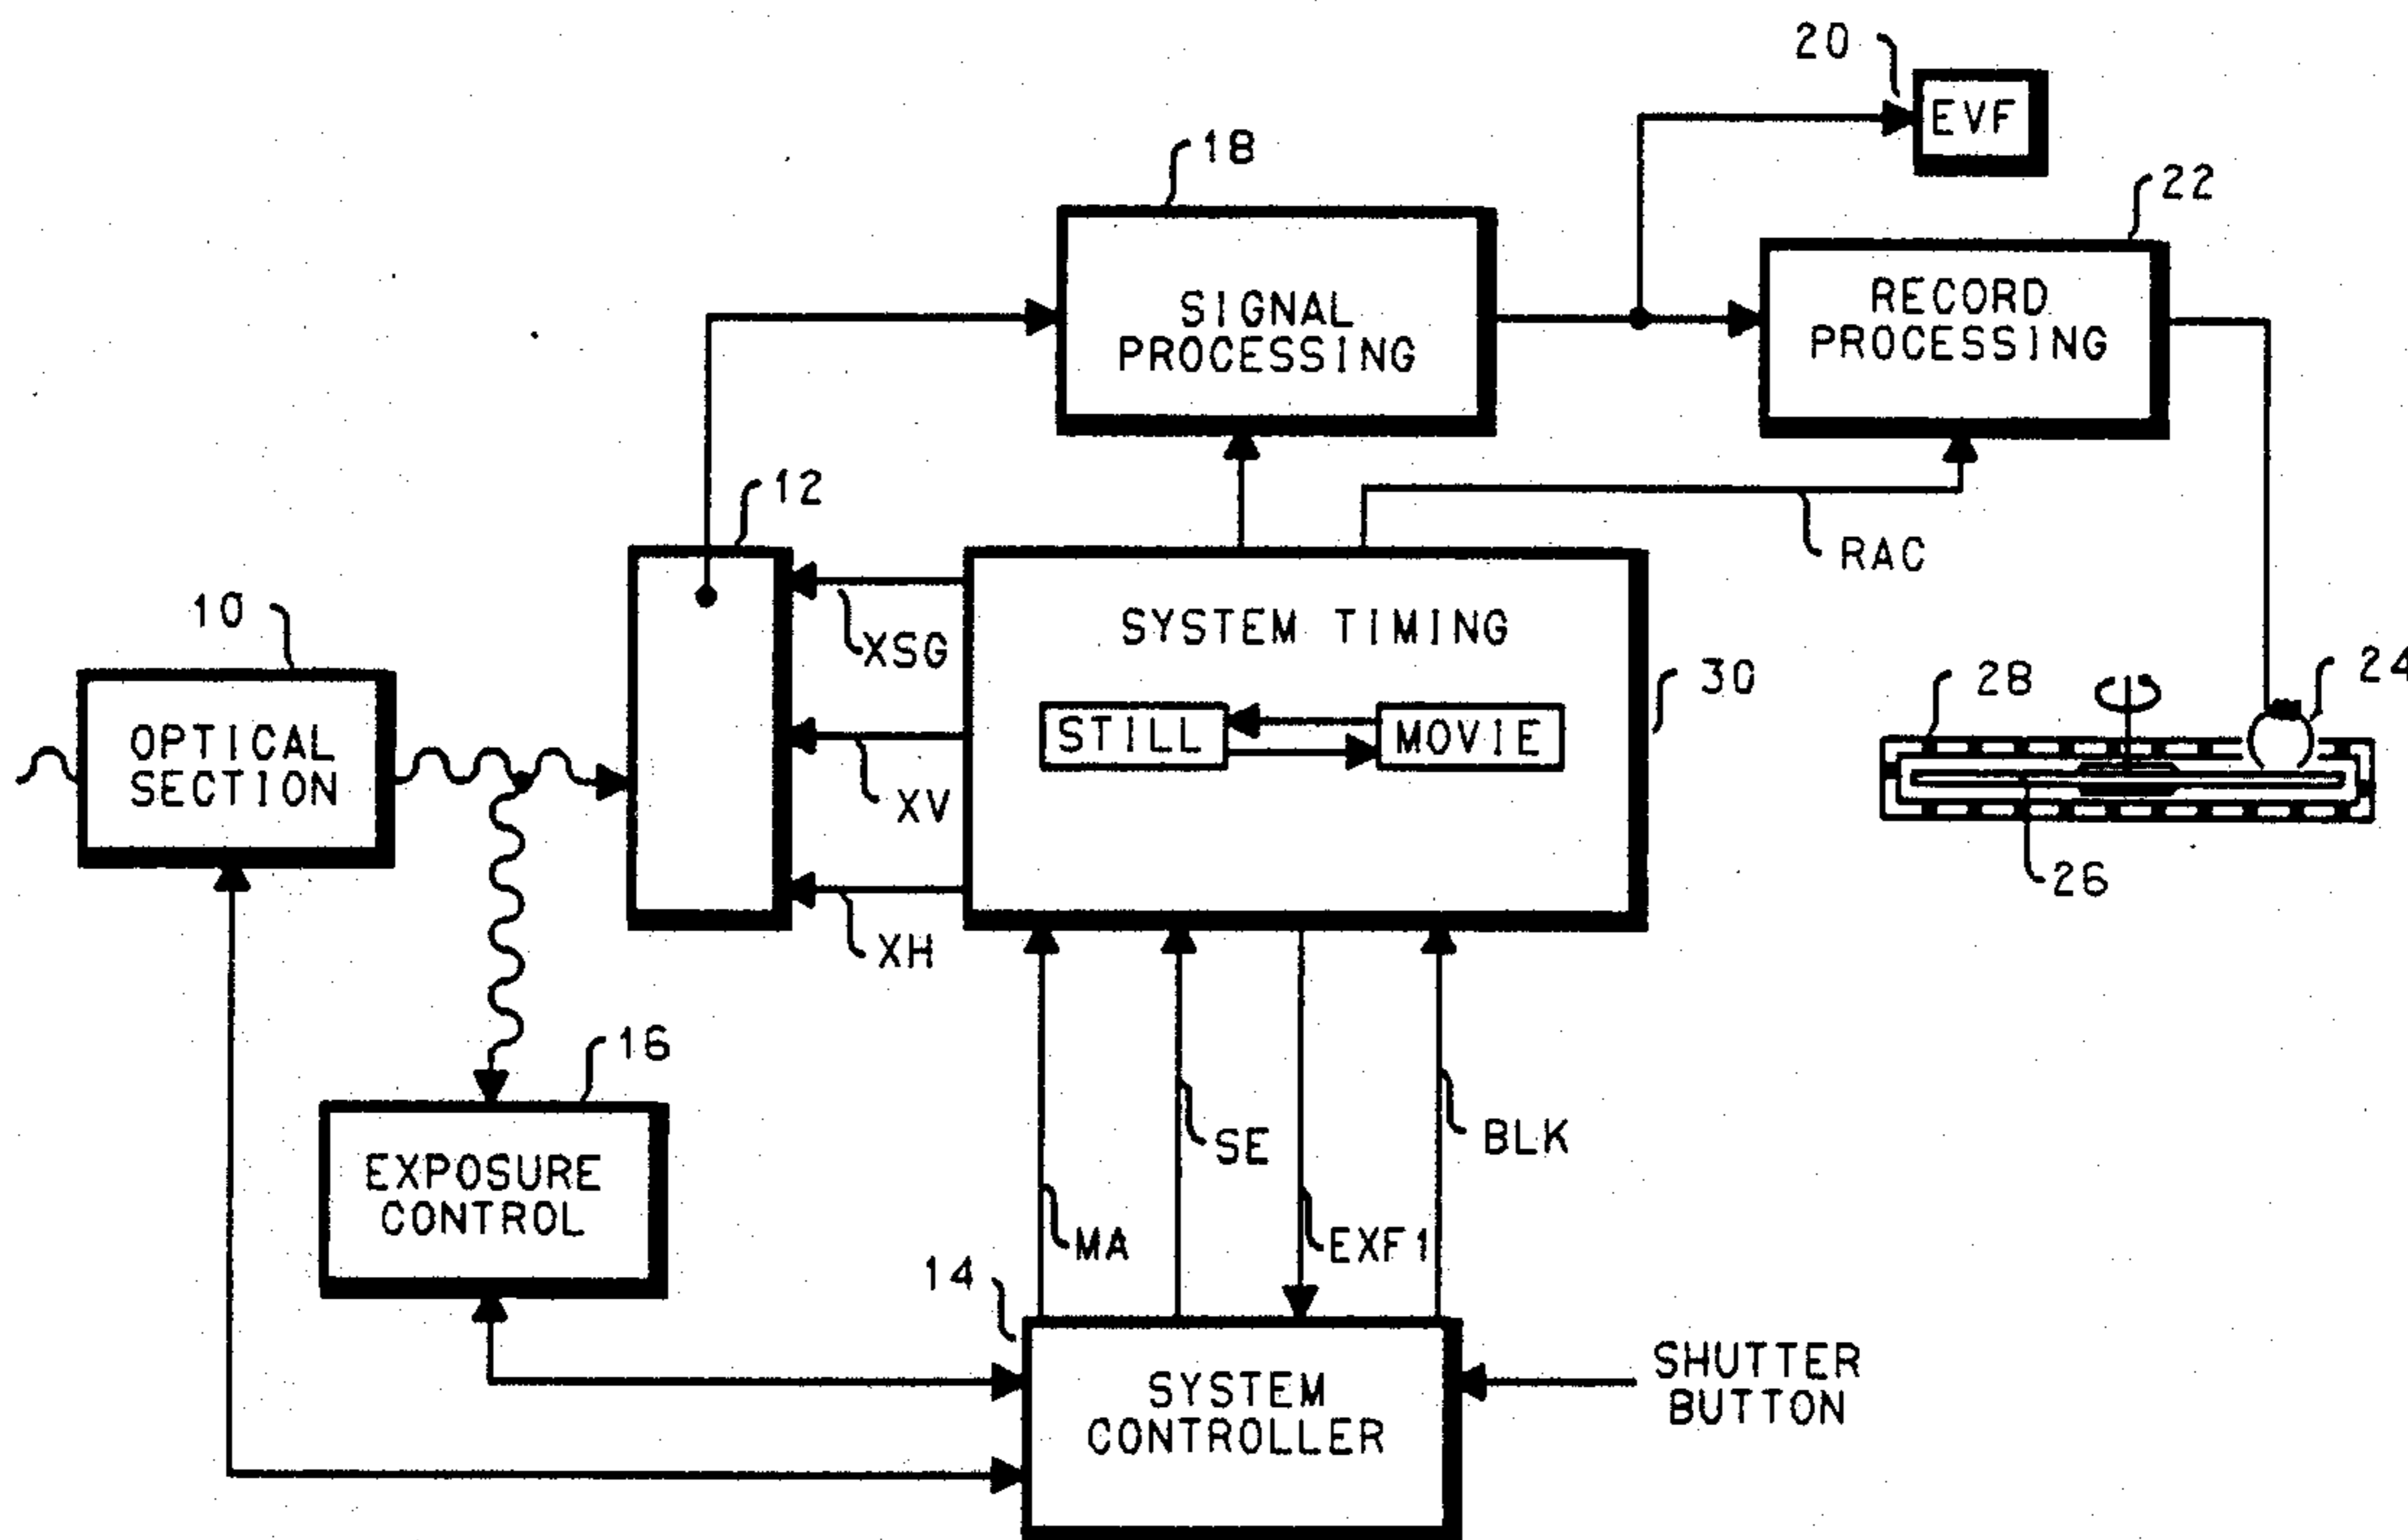 20
EVF
18
22
SIGNAL
PROCESSING
RECORD
PROCESSING
12
RAC
10
XSG
SYSTEM TIMING
30
28
24
OPTICAL
SECTION
STILL
MOVIE
XV
26
XH
16
EXPOSURE
CONTROL
SE
BLK
MA
EXF1
14
SYSTEM
CONTROLLER
SHUTTER
BUTTON